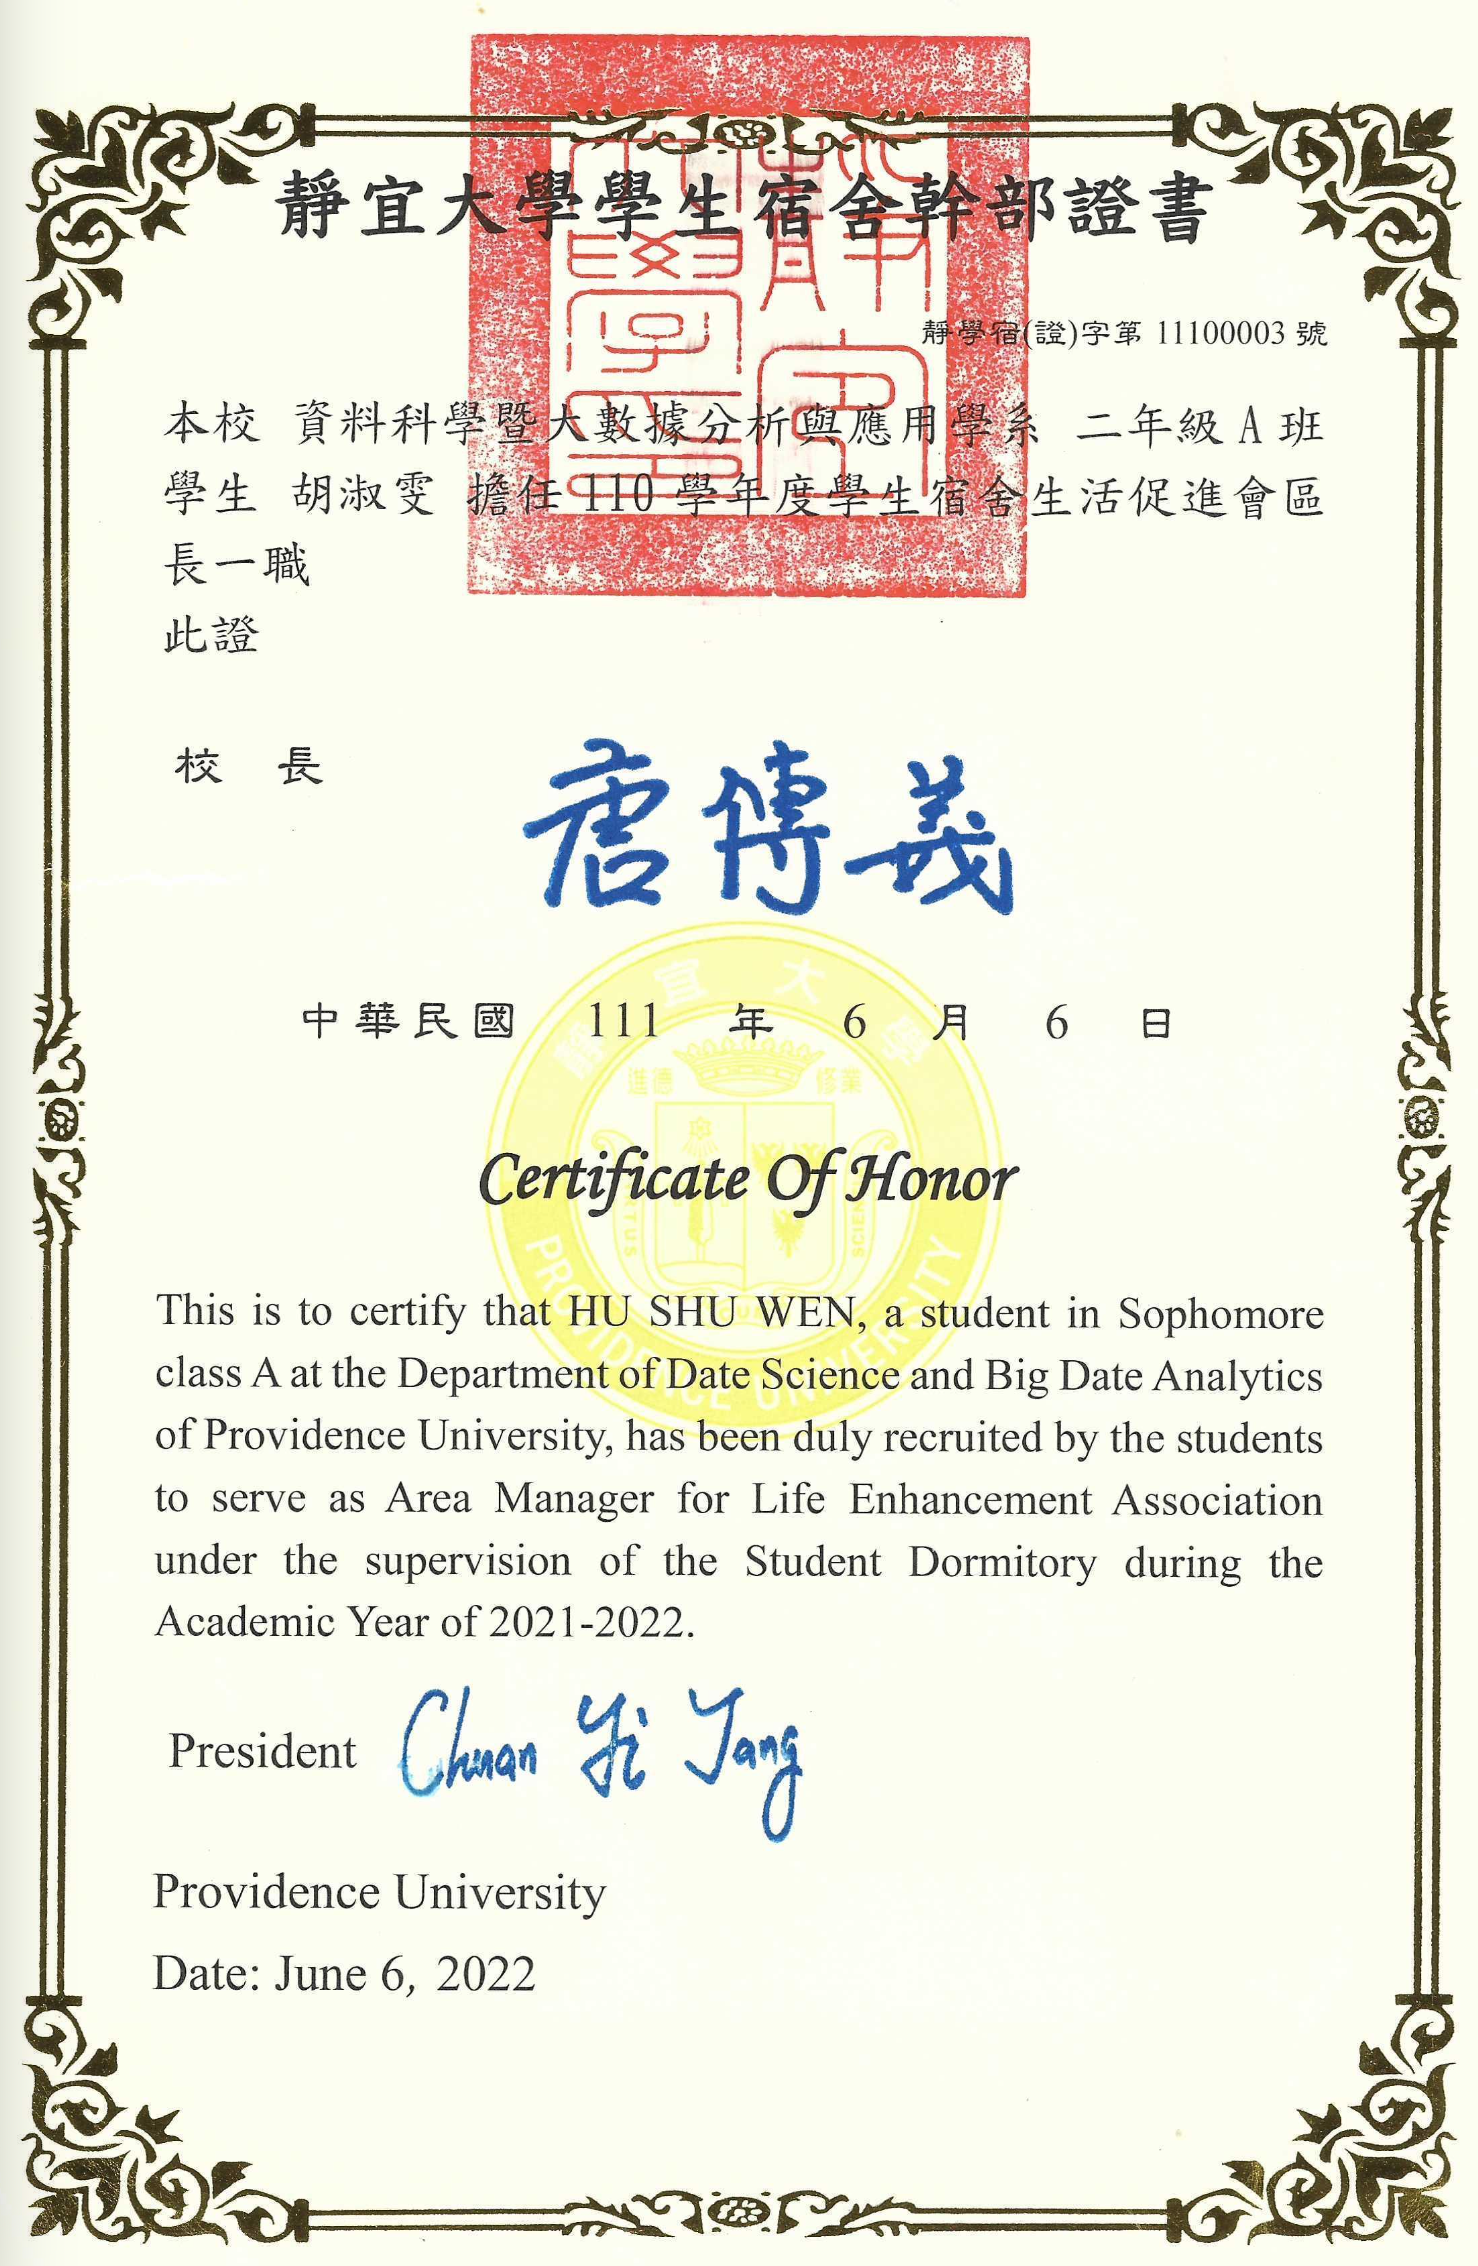 靜宜大學學生宿舍幹部證書
靜學宿(證)字第 11100003 號
本校 資料科學暨大數據分析與應用學系 二年級 A 班
學生 胡淑雯 擔任 110 學年度學生宿舍生活促進會區
長一職
此證
校 長
唐傳義
中華民國 111 年 6 月 6 日
靜宜大學
進德 修業
Certificate Of Honor
PROVIDENCE UNIVERSITY
This is to certify that HU SHU WEN, a student in Sophomore
class A at the Department of Date Science and Big Date Analytics
of Providence University, has been duly recruited by the students
to serve as Area Manager for Life Enhancement Association
under the supervision of the Student Dormitory during the
Academic Year of 2021-2022.
President Chuan Yi Tang
Providence University
Date: June 6, 2022